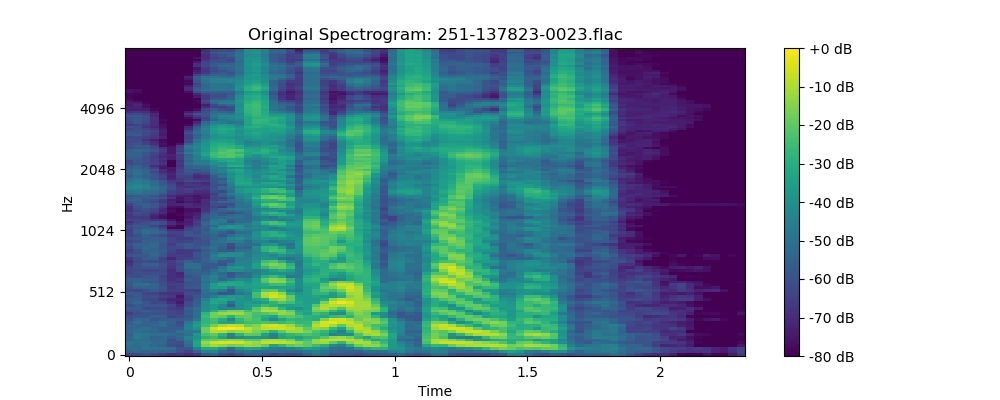 Original Spectrogram: 251-137823-0023.flac
Hz
4096
2048
1024
512
0
0
0.5
1
1.5
2
Time
+0 dB
-10 dB
-20 dB
-30 dB
-40 dB
-50 dB
-60 dB
-70 dB
-80 dB